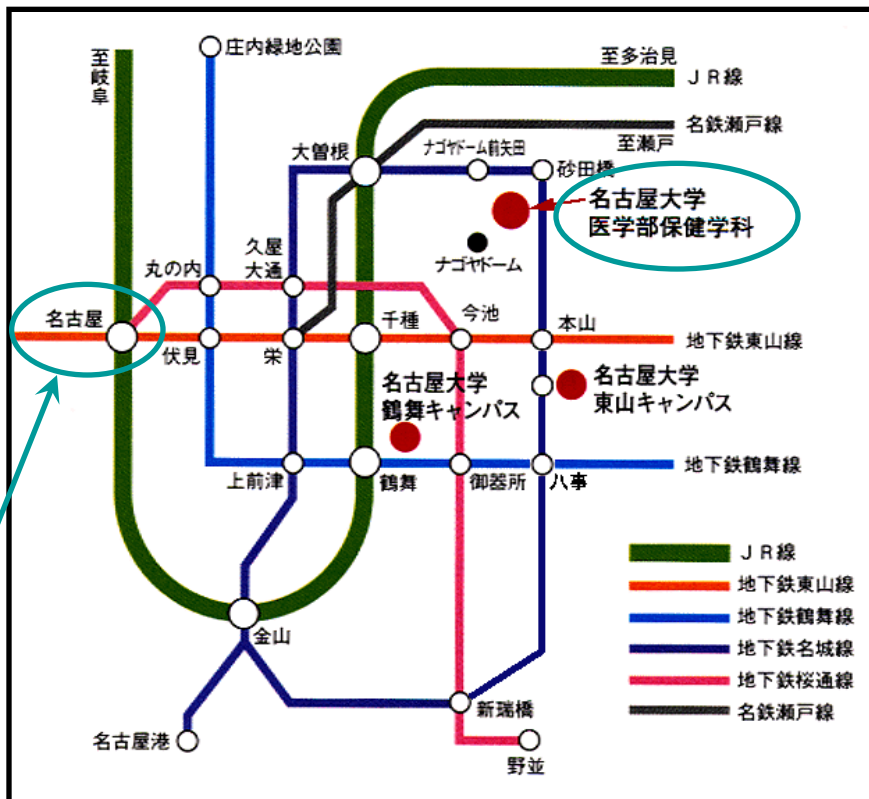 至岐阜
庄内緑地公園
至多治見
ＪＲ線
名鉄瀬戸線
至瀬戸
大曽根
ナゴヤドーム前矢田
砂田橋
名古屋大学
医学部保健学科
ナゴヤドーム
久屋
大通
丸の内
名古屋
伏見
栄
千種
今池
本山
地下鉄東山線
名古屋大学
鶴舞キャンパス
名古屋大学
東山キャンパス
上前津
鶴舞
御器所
八事
地下鉄鶴舞線
金山
新瑞橋
名古屋港
野並
ＪＲ線
地下鉄東山線
地下鉄鶴舞線
地下鉄名城線
地下鉄桜通線
名鉄瀬戸線